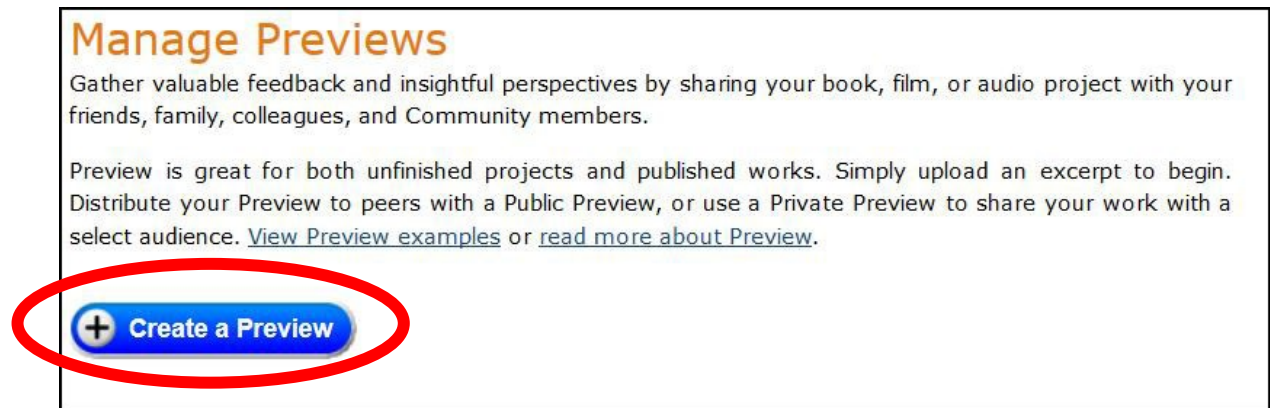 Manage Previews
Gather valuable feedback and insightful perspectives by sharing your book, film, or audio project with your
friends, family, colleagues, and Community members.
Preview is great for both unfinished projects and published works. Simply upload an excerpt to begin.
Distribute your Preview to peers with a Public Preview, or use a Private Preview to share your work with a
select audience. View Preview examples or read more about Preview.
Create a Preview